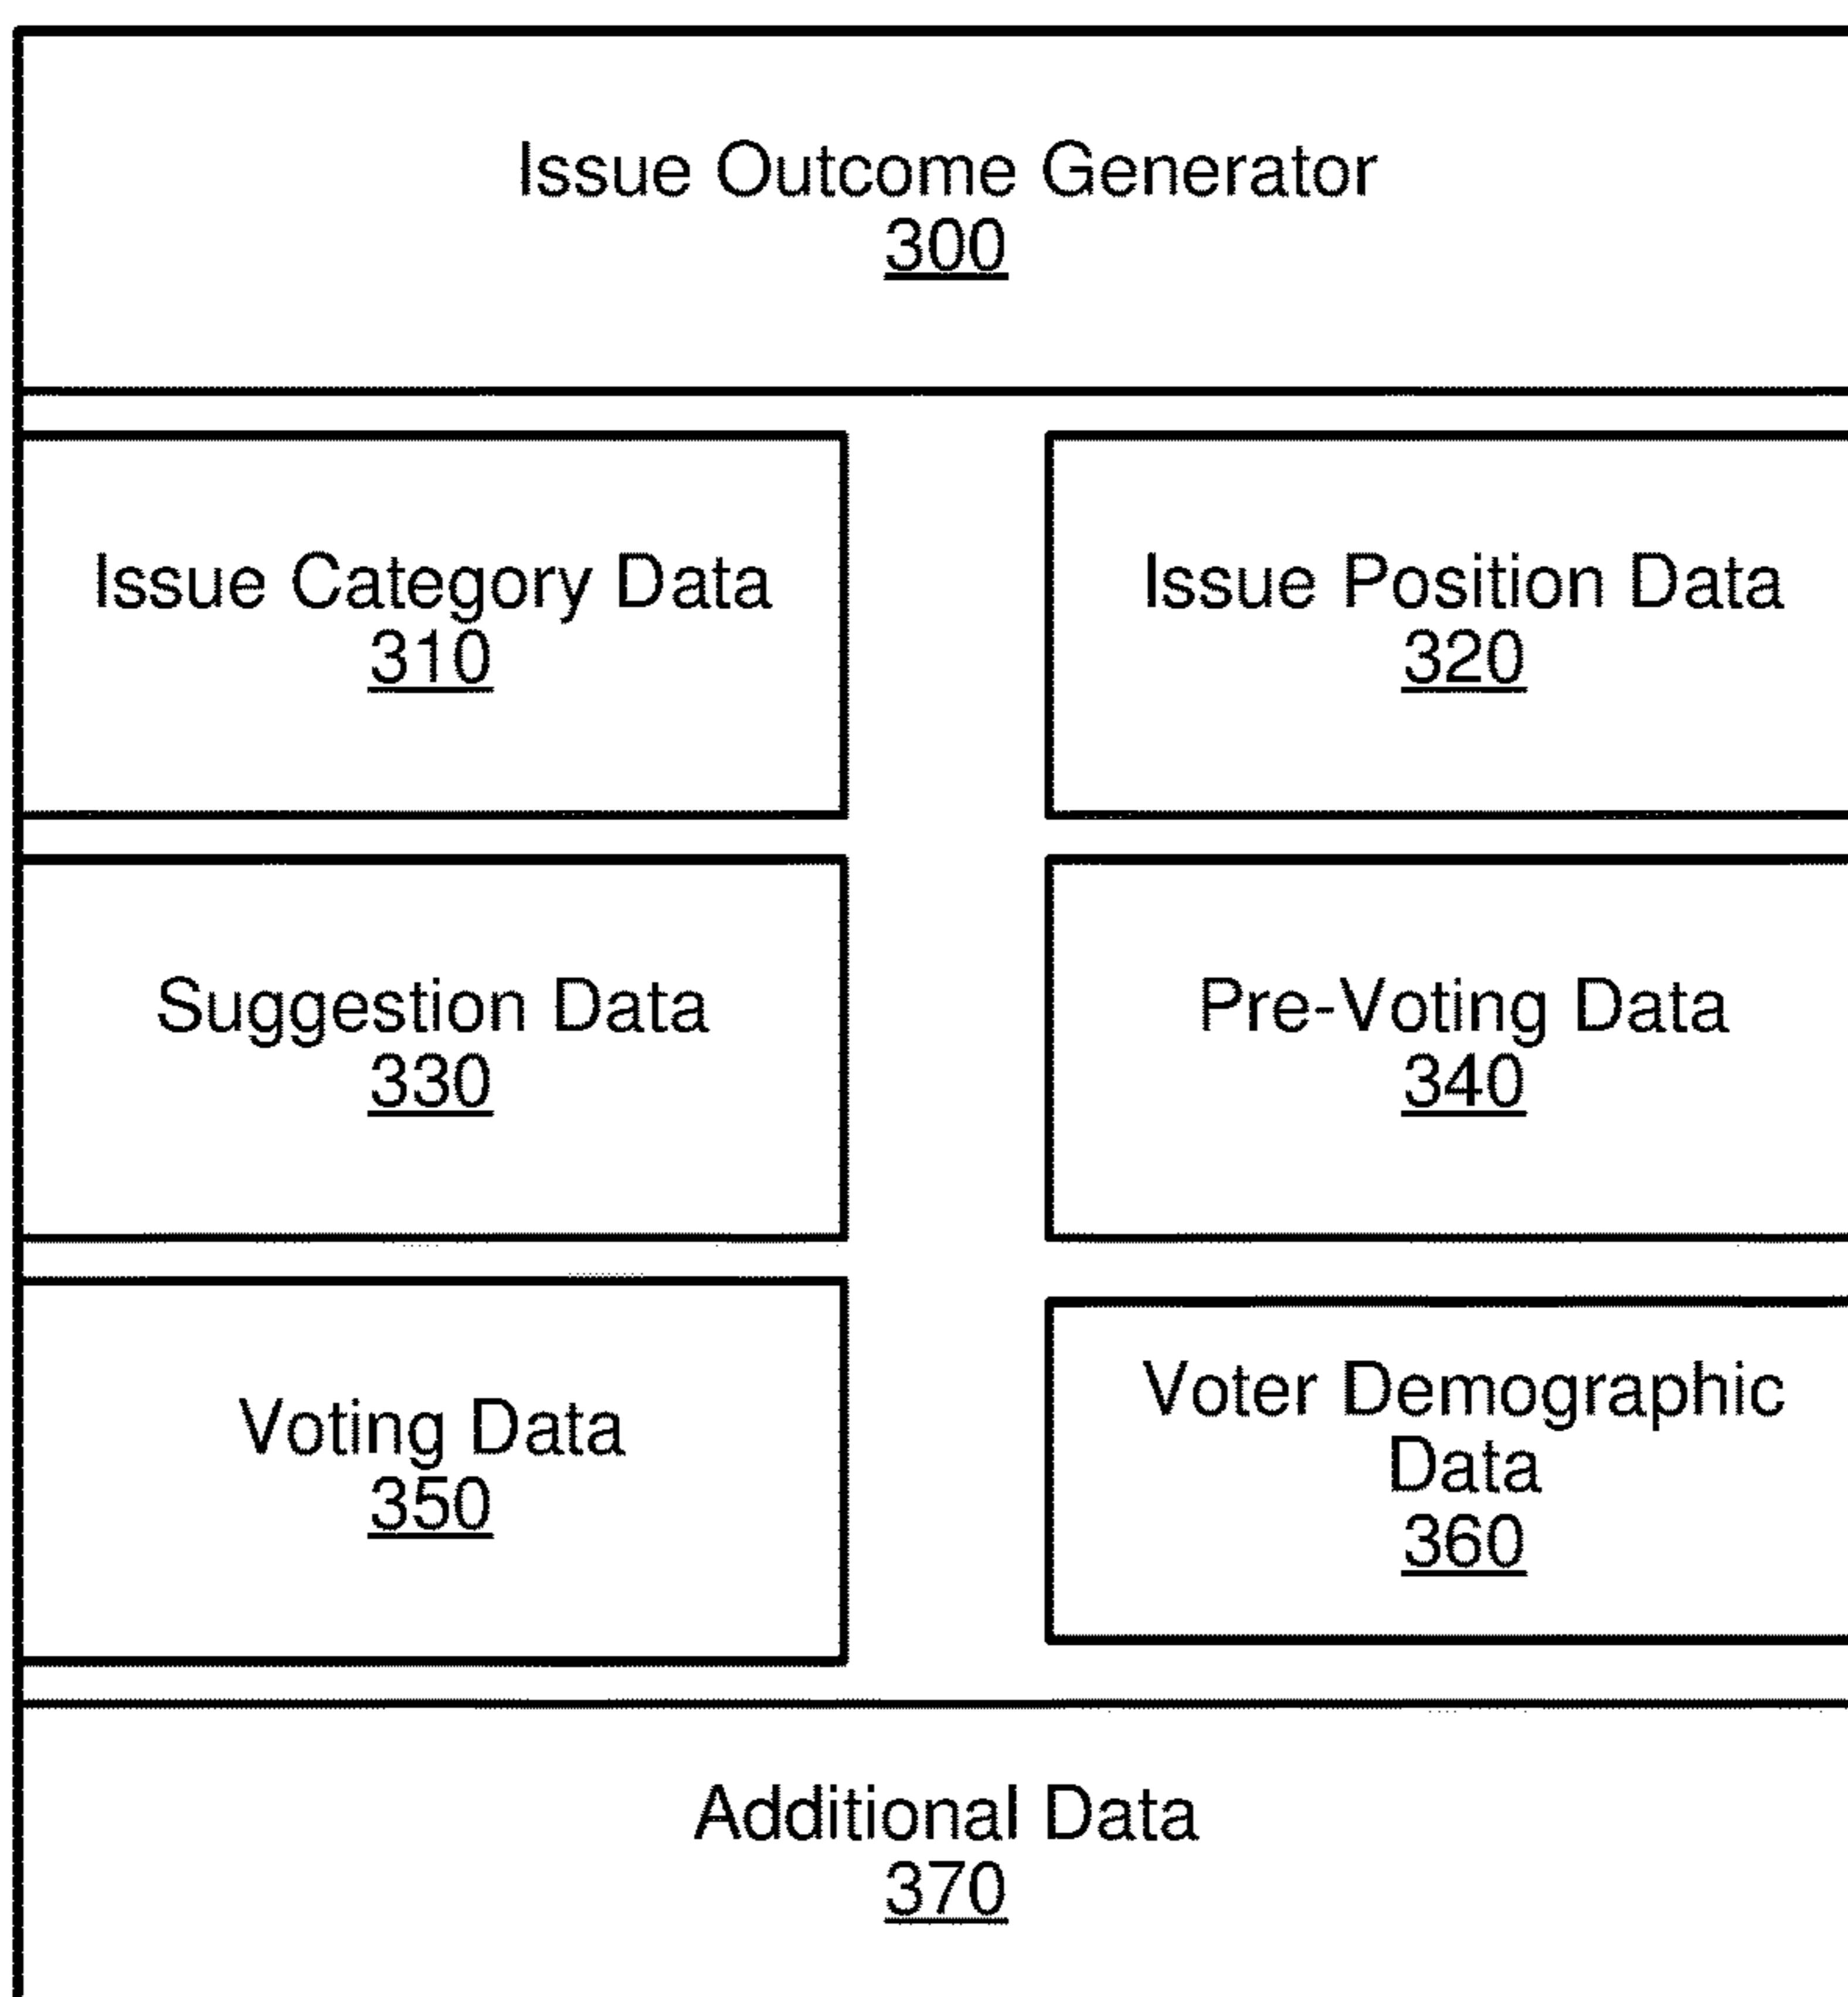 Issue Outcome Generator
300
Issue Category Data
310
Issue Position Data
320
Suggestion Data
330
Pre-Voting Data
340
Voting Data
350
Voter Demographic
Data
360
Additional Data
370